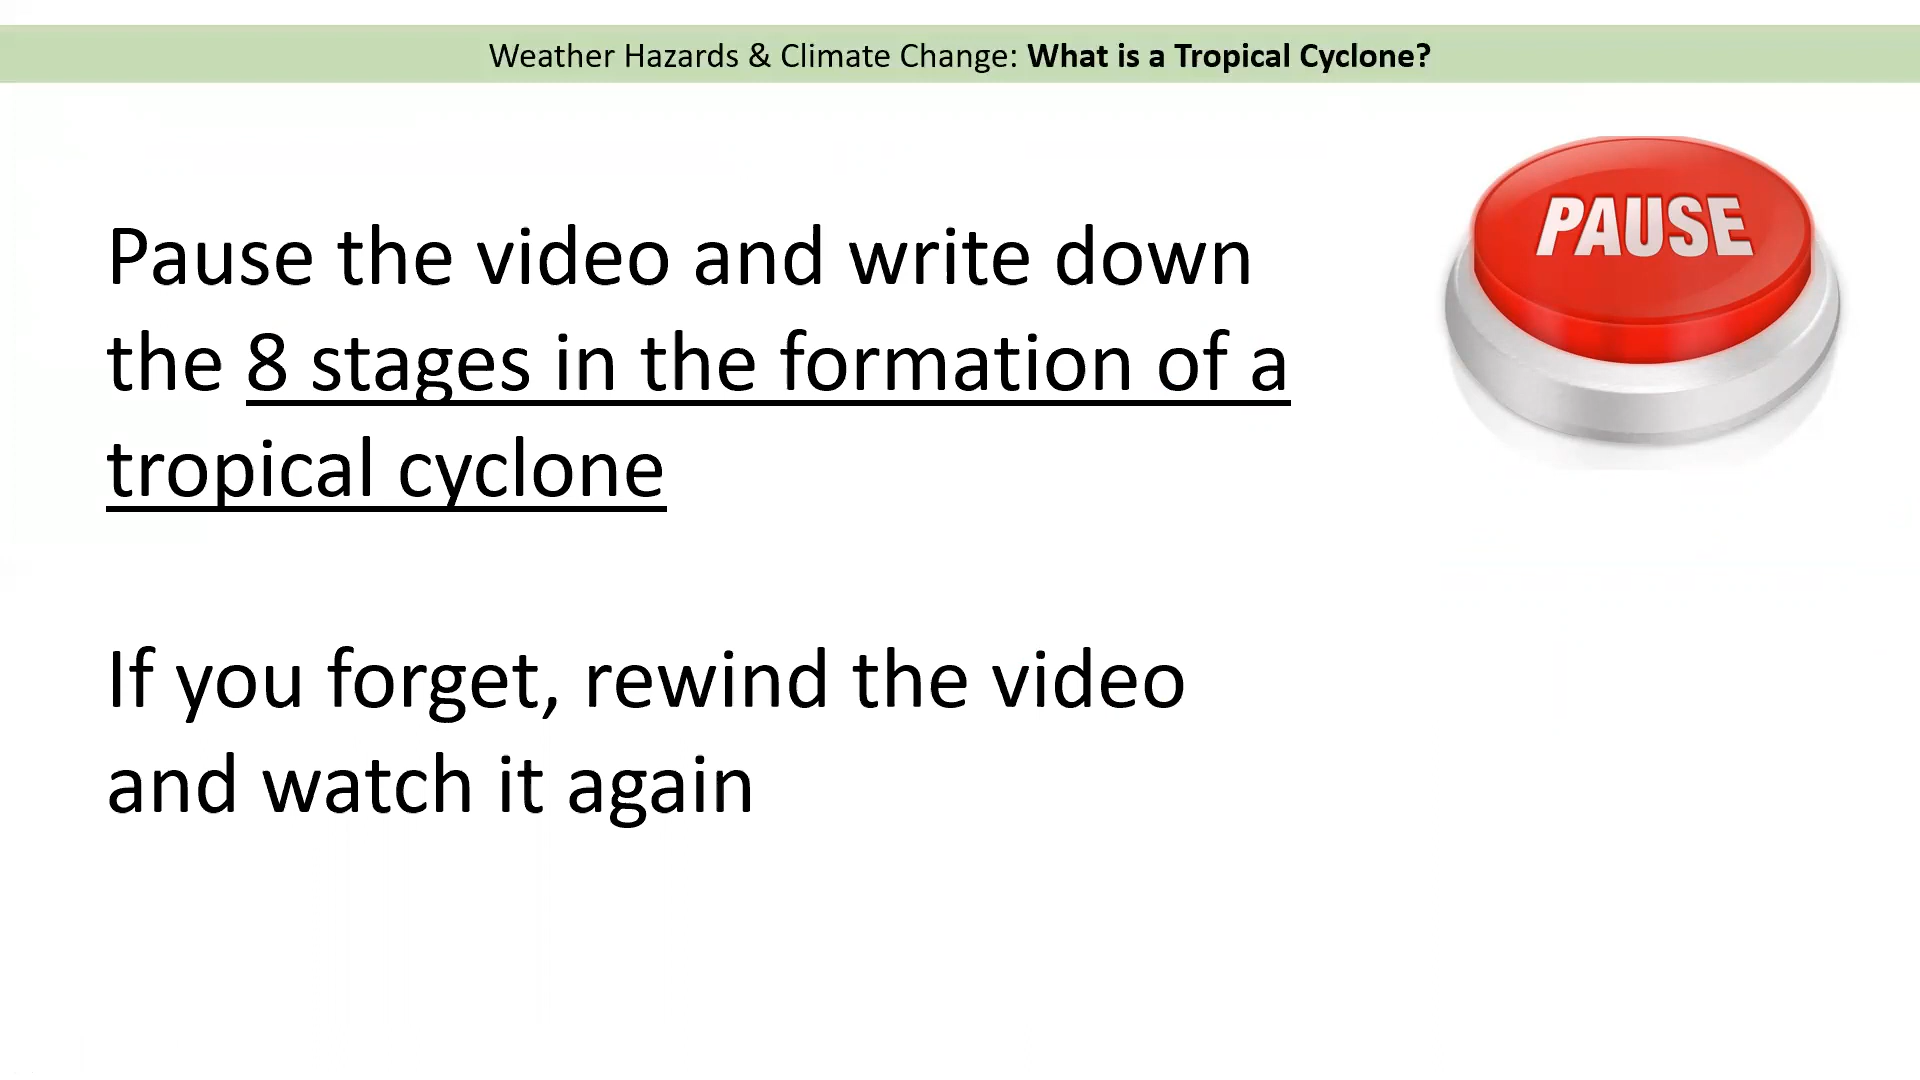 Weather Hazards & Climate Change: What is a Tropical Cyclone?
PAUSE
Pause the video and write down
the 8 stages in the formation of a
tropical cyclone
If you forget, rewind the video
and watch it again